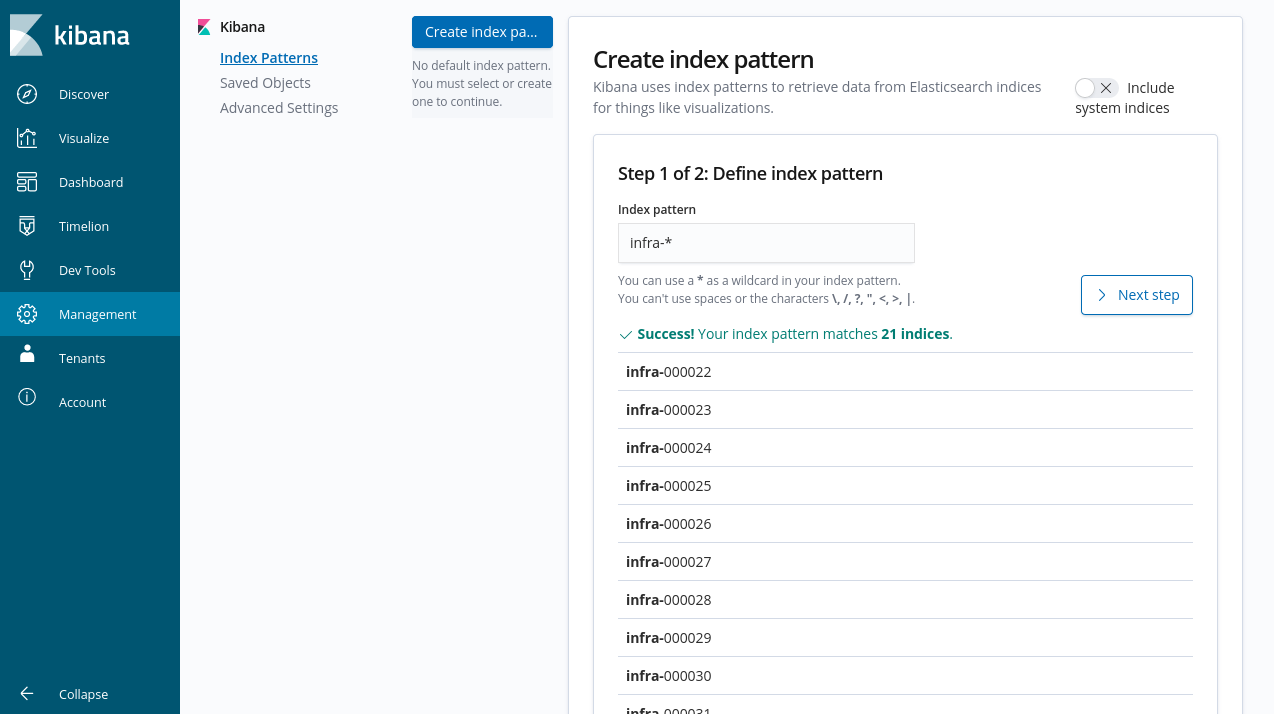 kibana
Discover
Visualize
Dashboard
Timelion
Dev Tools
Management
Tenants
Account
Collapse
Kibana
Index Patterns
Saved Objects
Advanced Settings
Create index pa...
No default index pattern.
You must select or create
one to continue.
Create index pattern
Kibana uses index patterns to retrieve data from Elasticsearch indices
for things like visualizations.
Include
system indices
Step 1 of 2: Define index pattern
Index pattern
infra-*
You can use a * as a wildcard in your index pattern.
You can't use spaces or the characters \, /, ?, ", <, >, |.
Next step
Success! Your index pattern matches 21 indices.
infra-000022
infra-000023
infra-000024
infra-000025
infra-000026
infra-000027
infra-000028
infra-000029
infra-000030
infra-000031